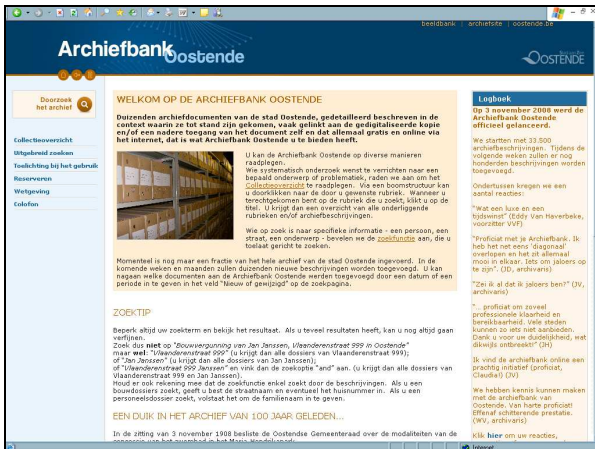 beeldbank | archiefsite | oostende.be
Archiefbank
Oostende
OOSTENDE
Doorzoek
het archief
Collectieoverzicht
Uitgebreid zoeken
Toelichting bij het gebruik
Reserveren
Wetgeving
Colofon
WELKOM OP DE ARCHIEFBANK OOSTENDE
Duizenden archiefdocumenten van de stad Oostende, gedetailleerd beschreven in de
context waarin ze tot stand zijn gekomen, vaak gelinkt aan de gedigitaliseerde kopie
en/of een nadere toegang van het document zelf en dat allemaal gratis en online via
het internet, dat is wat Archiefbank Oostende u te bieden heeft.
U kan de Archiefbank Oostende op diverse manieren
raadplegen.
Wie systematisch onderzoek wenst te verrichten naar een
bepaald onderwerp of problematiek, raden we aan om het
Collectieoverzicht te raadplegen. Via een boomstructuur kan
u doorklikken naar de door u gewenste rubriek. Wanneer u
terechtgekomen bent op de rubriek die u zoekt, klikt u op de
titel. U krijgt dan een overzicht van alle onderliggende
rubrieken en/of archiefbeschrijvingen.
Wie op zoek is naar specifieke informatie - een persoon, een
straat, een onderwerp - bevelen we de zoekfunctie aan, die u
toelaat gericht te zoeken.
Momenteel is nog maar een fractie van het hele archief van de stad Oostende ingevoerd. In de
komende weken en maanden zullen duizenden nieuwe beschrijvingen worden toegevoegd. U kan
nagaan welke documenten aan de Archiefbank Oostende werden toegevoegd door een datum of een
periode in te geven in het veld "Nieuw of gewijzigd" op de zoekpagina.
ZOEKTIP
Beperk altijd uw zoekterm en bekijk het resultaat. Als u teveel resultaten heeft, kan u nog altijd gaan
verfijnen.
Zoek dus niet op "Bouwvergunning van Jan Janssen, Vlaanderenstraat 999 in Oostende"
maar wel: "Vlaanderenstraat 999" (u krijgt dan alle dossiers van Vlaanderenstraat 999);
of "Jan Janssen" (u krijgt dan alle dossiers van Jan Janssen);
of "Vlaanderenstraat 999 Janssen" en vink dan de zoekoptie "and" aan. (u krijgt dan alle dossiers van
Vlaanderenstraat 999 en Jan Janssen).
Houd er ook rekening mee dat de zoekfunctie enkel zoekt door de beschrijvingen. Als u een
bouwdossiers zoekt, geeft u best de straatnaam en eventueel het huisnummer in. Als u een
personeelsdossier zoekt, volstaat het om de familienaam in te geven.
EEN DUIK IN HET ARCHIEF VAN 100 JAAR GELEDEN...
In de zitting van 3 november 1908 besliste de Oostendse Gemeenteraad over de modaliteiten van de
Logboek
Op 3 november 2008 werd de
Archiefbank Oostende
officieel gelanceerd.
We startten met 33.500
archiefbeschrijvingen. Tijdens de
volgende weken zullen er nog
honderden beschrijvingen worden
toegevoegd.
Ondertussen kregen we een
aantal reacties:
"Wat een luxe en een
tijdswinst" (Eddy Van Haverbeke,
voorzitter VVF)
"Proficiat met je Archiefbank. Ik
heb het net eens 'diagonaal'
overlopen en het zit allemaal
mooi in elkaar. Iets om jaloers op
te zijn". (JD, archivaris)
"Zei ik al dat ik jaloers ben?" (JV,
archivaris)
"... proficiat om zoveel
professionele klaarheid en
bereikbaarheid. Vele steden
kunnen zo iets niet aanbieden.
Dank u voor uw duidelijkheid, wat
dikwijls ontbreekt!" (JH)
Ik vind de archiefbank online een
prachtig initiatief (proficiat,
Claudia!) (JV)
We hebben kennis kunnen maken
met de archiefbank van
Oostende. Van harte proficiat!
Effenaf schitterende prestatie.
(WV, archivaris)
Klik hier om uw reacties,
Internet